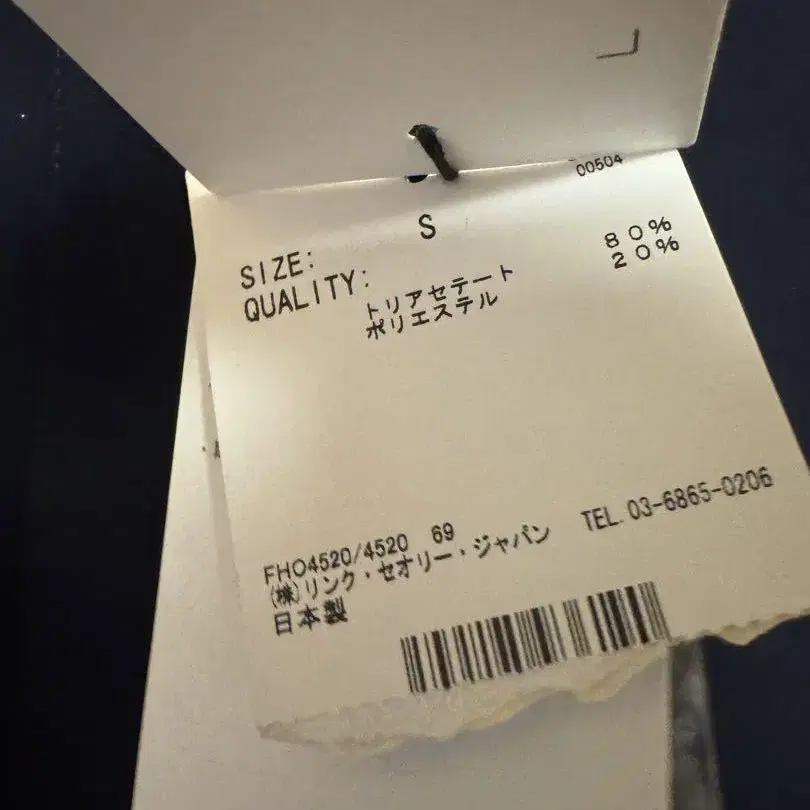 00504
SIZE: S
QUALITY:
トリアセテート 80%
ポリエステル 20%
FHO4520/4520 69
(株)リンク・セオリー・ジャパン TEL.03-6865-0206
日本製